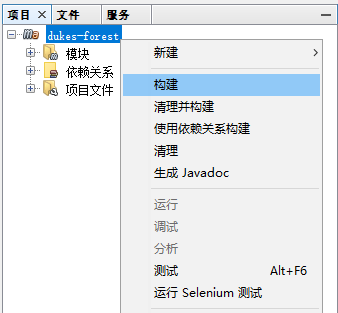 项目 文件 服务
dukes-forest
模块
依赖关系
项目文件
新建
构建
清理并构建
使用依赖关系构建
清理
生成 Javadoc
运行
调试
分析
测试 Alt+F6
运行 Selenium 测试